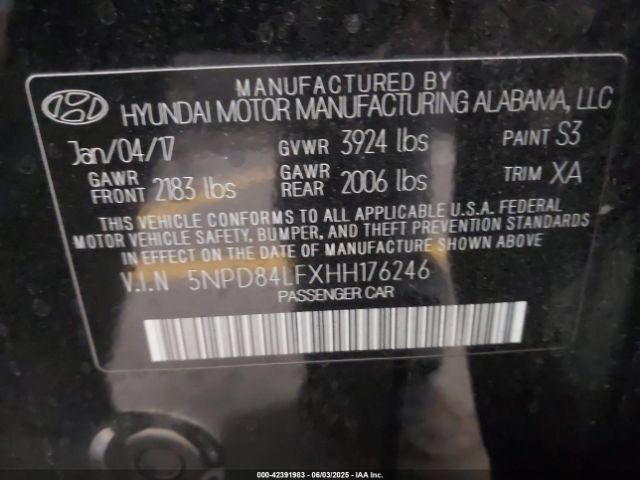 MANUFACTURED BY
HYUNDAI MOTOR MANUFACTURING ALABAMA, LLC
Jan/04/17 GVWR 3924 lbs PAINT S3
GAWR FRONT 2183 lbs GAWR REAR 2006 lbs TRIM XA
THIS VEHICLE CONFORMS TO ALL APPLICABLE U.S.A. FEDERAL
MOTOR VEHICLE SAFETY, BUMPER, AND THEFT PREVENTION STANDARDS
IN EFFECT ON THE DATE OF MANUFACTURE SHOWN ABOVE.
V.I.N 5NPD84LFXHH176246
PASSENGER CAR
000-42391983 | 06/03/2025 - IAA Inc.